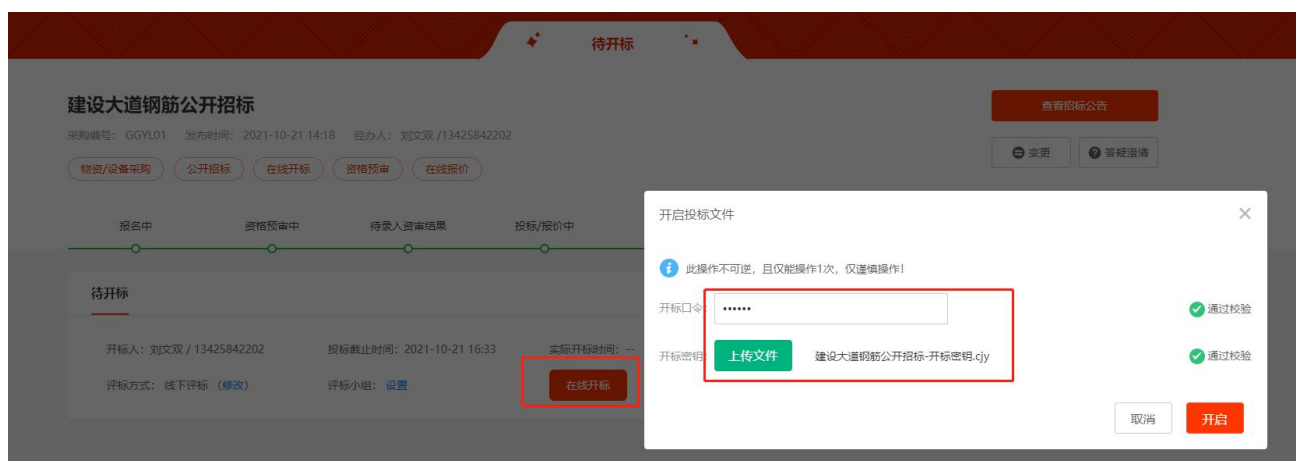 待开标
建设大道钢筋公开招标
查看招标公告
采购编号：GGYL01 发布时间：2021-10-21 14:18 经办人：刘文双 /13425842202
变更 答疑澄清
物资/设备采购 公开招标 在线开标 资格预审 在线报价
报名中 资格预审中 待录入资审结果 投标/报价中
待开标
开标人：刘文双 / 13425842202 投标截止时间：2021-10-21 16:33 实际开标时间：--
评标方式：线下评标 （修改） 评标小组：设置 在线开标
开启投标文件
此操作不可逆，且仅能操作1次，仅谨慎操作！
开标口令： •••••• 通过校验
开标密钥： 上传文件 建设大道钢筋公开招标-开标密钥.cjy 通过校验
取消 开启